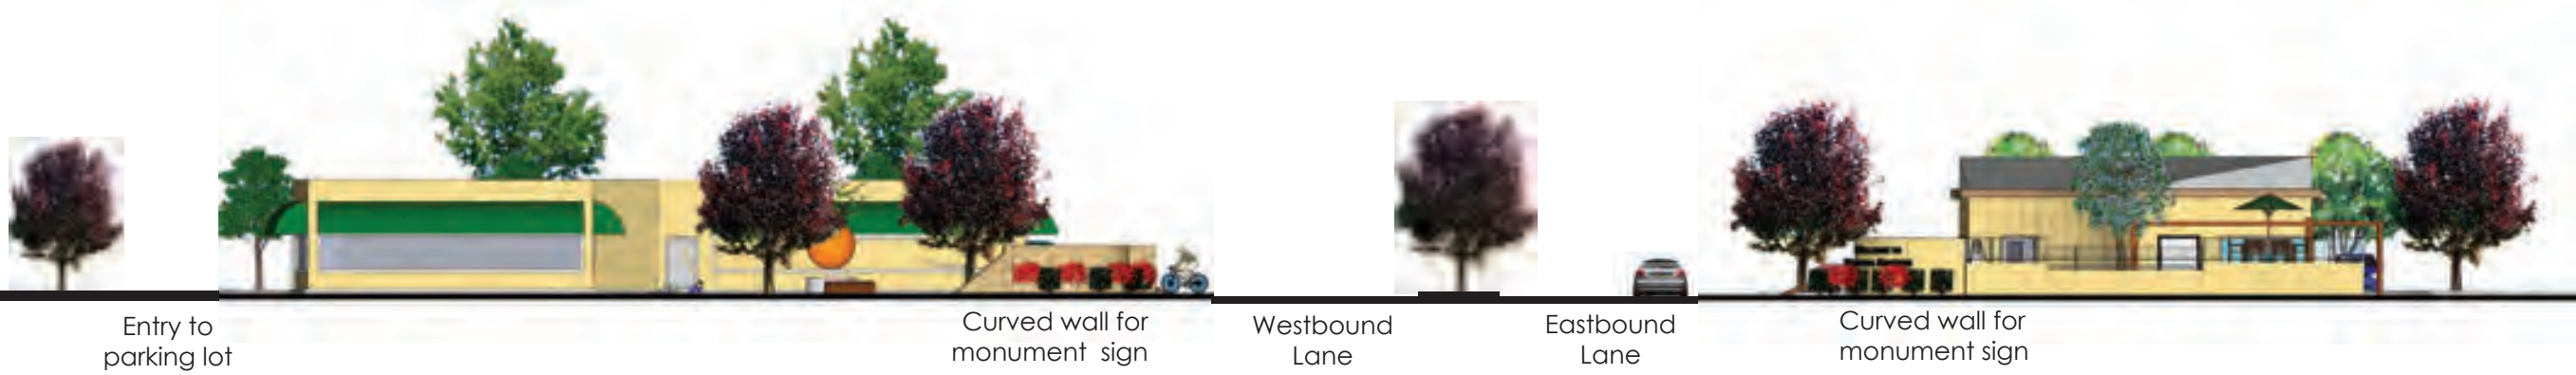 Entry to
parking lot
Curved wall for
monument sign
Westbound
Lane
Eastbound
Lane
Curved wall for
monument sign